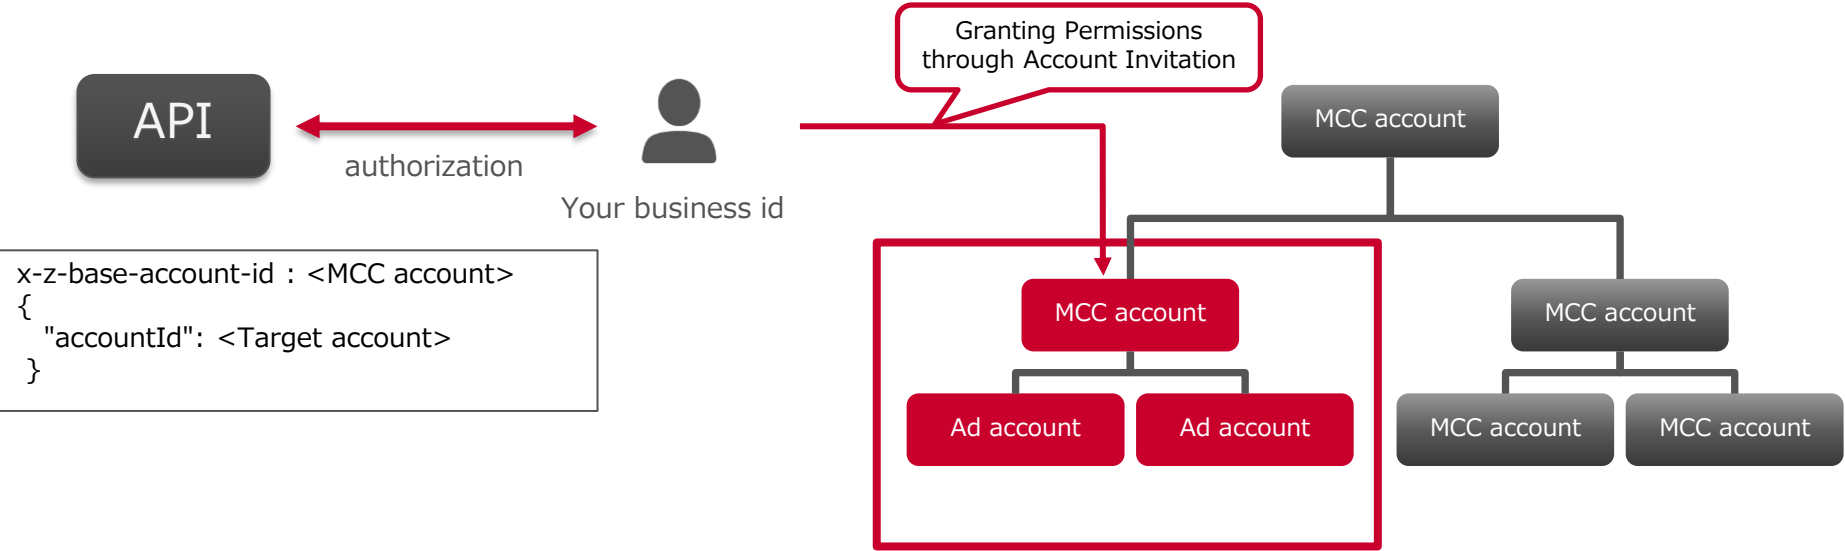 Granting Permissions
through Account Invitation
API
authorization
Your business id
x-z-base-account-id : <MCC account>
{
"accountId": <Target account>
}
MCC account
MCC account
MCC account
Ad account
Ad account
MCC account
MCC account